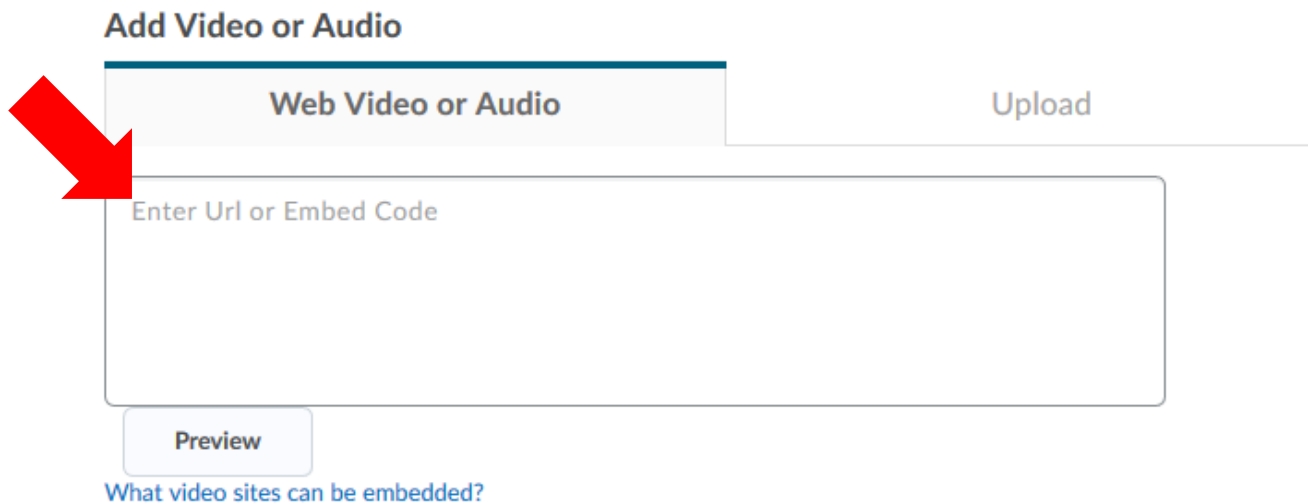 Add Video or Audio
Web Video or Audio
Upload
Enter Url or Embed Code
Preview
What video sites can be embedded?